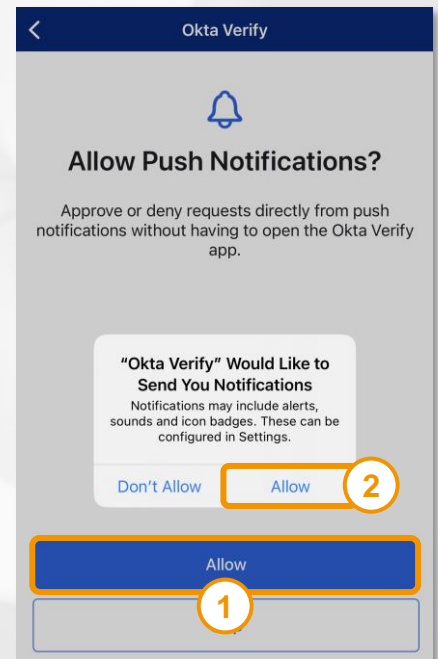 Okta Verify
Allow Push Notifications?
Approve or deny requests directly from push
notifications without having to open the Okta Verify
app.
"Okta Verify" Would Like to
Send You Notifications
Notifications may include alerts,
sounds and icon badges. These can be
configured in Settings.
Don't Allow
Allow
2
Allow
1